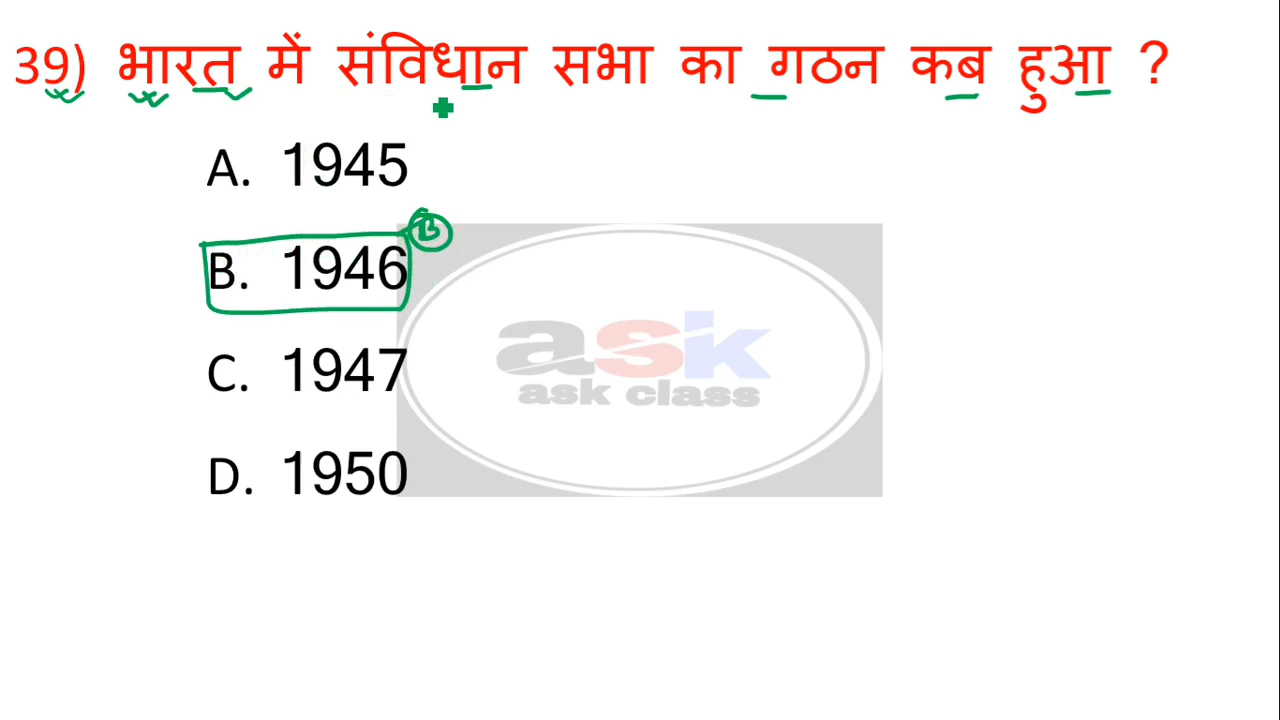 39) भारत में संविधान सभा का गठन कब हुआ ?
A. 1945
B. 1946
B
C. 1947
D. 1950
ask
ask class